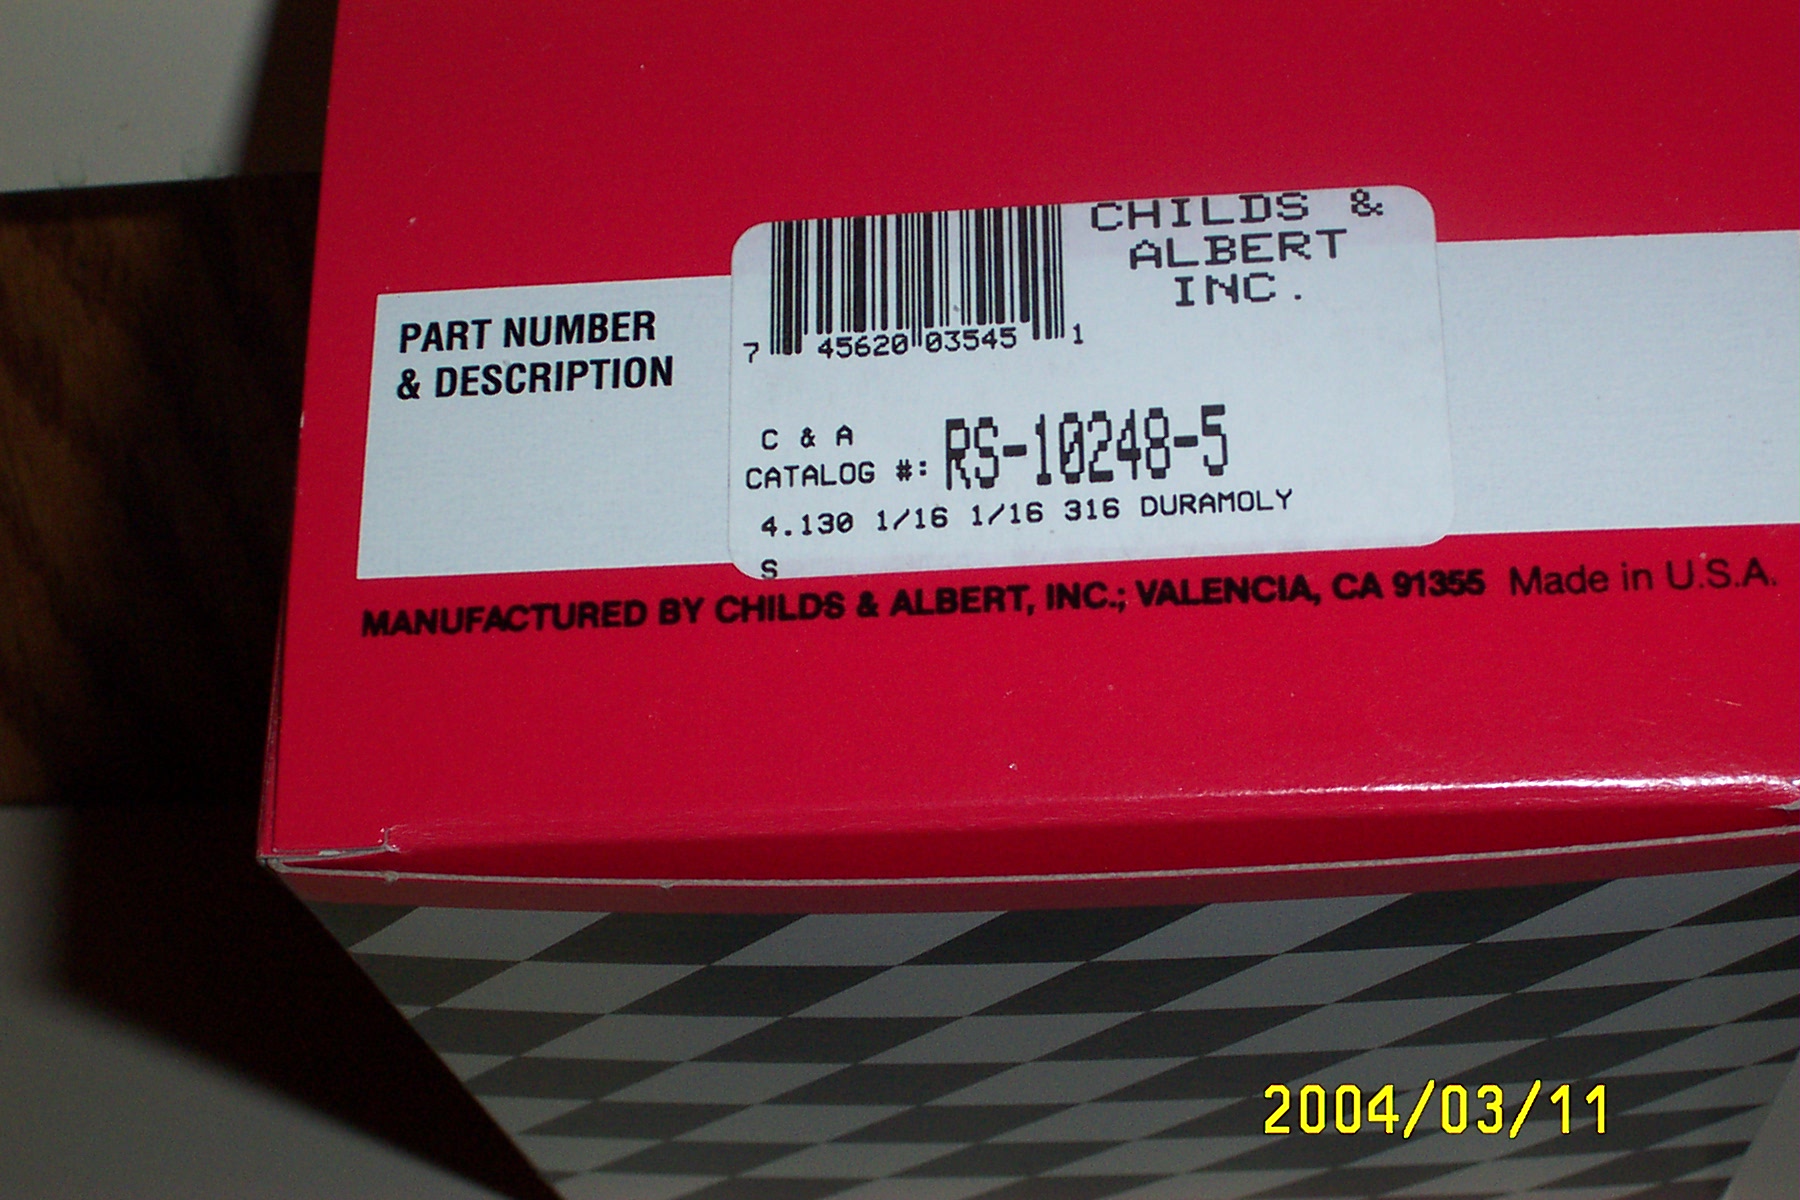 CHILDS &
ALBERT
INC.
7 45620 03545 1
PART NUMBER
& DESCRIPTION
C & A
CATALOG #: RS-10248-5
4.130 1/16 1/16 316 DURAMOLY
S
MANUFACTURED BY CHILDS & ALBERT, INC.; VALENCIA, CA 91355 Made in U.S.A.
2004/03/11